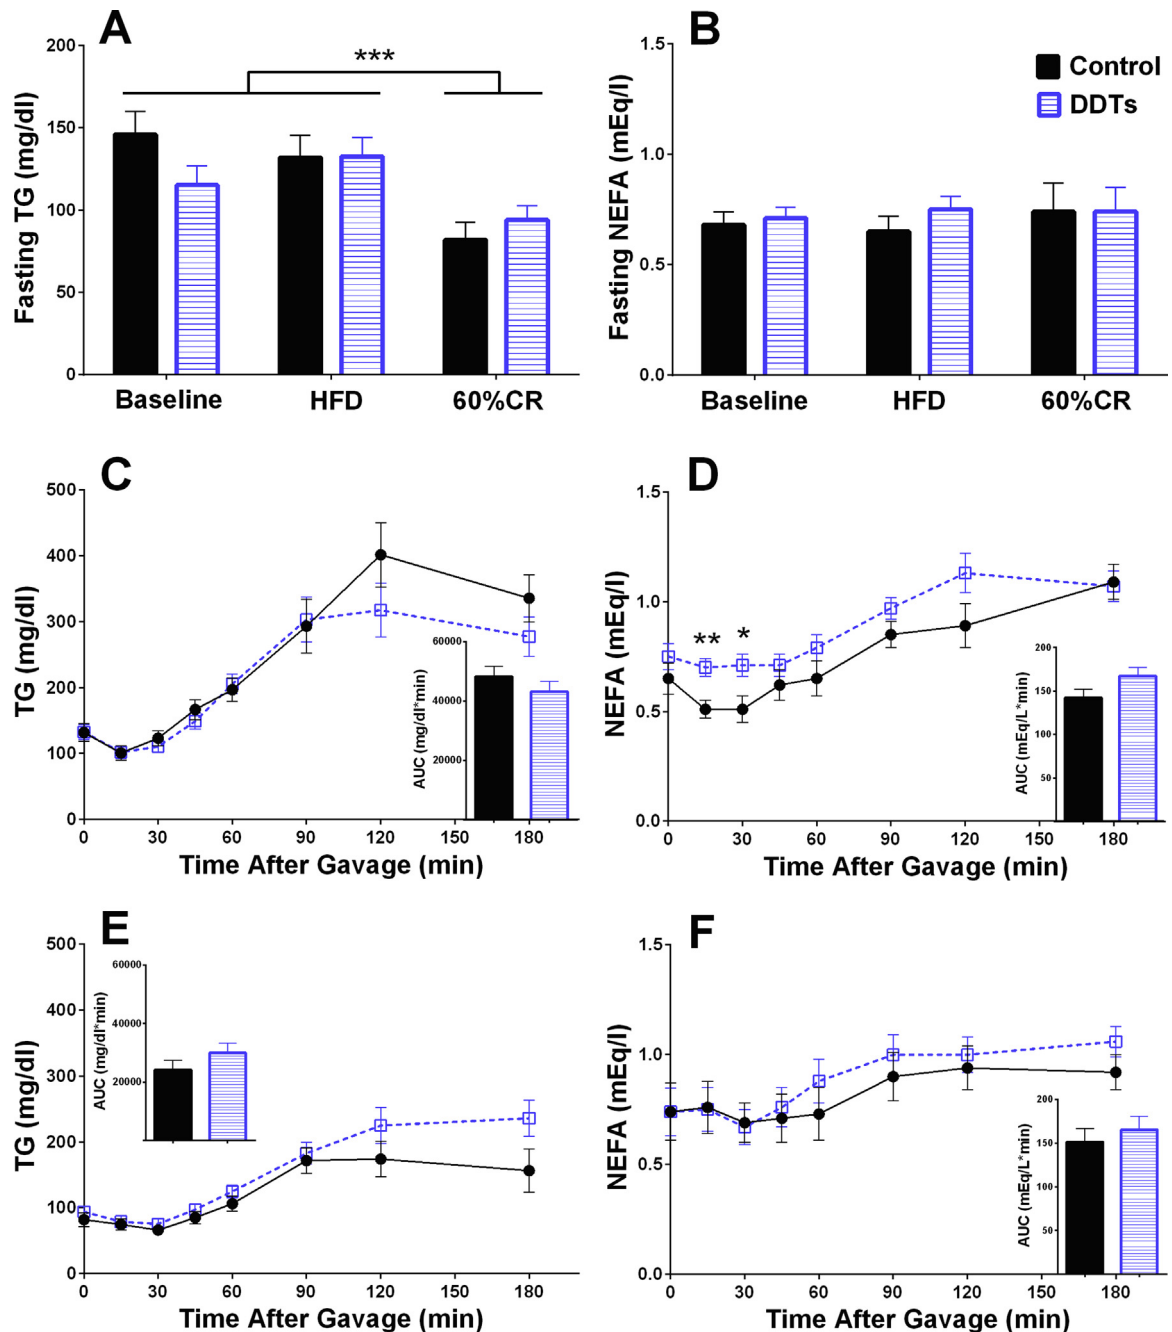 A
Fasting TG (mg/dl)
200
150
100
50
0
***
Baseline HFD 60%CR
B
Fasting NEFA (mEq/l)
1.5
1.0
0.5
0.0
Control
DDTs
Baseline HFD 60%CR
C
TG (mg/dl)
500
400
300
200
100
0
0 30 60 90 120 150 180
Time After Gavage (min)
AUC (mg/dl*min)
60000
40000
20000
D
NEFA (mEq/l)
1.5
1.0
0.5
0.0
** *
0 30 60 90 120 150 180
Time After Gavage (min)
AUC (mEq/L*min)
200
150
100
50
E
TG (mg/dl)
500
400
300
200
100
0
0 30 60 90 120 150 180
Time After Gavage (min)
AUC (mg/dl*min)
60000
40000
20000
F
NEFA (mEq/l)
1.5
1.0
0.5
0.0
0 30 60 90 120 150 180
Time After Gavage (min)
AUC (mEq/L*min)
200
150
100
50